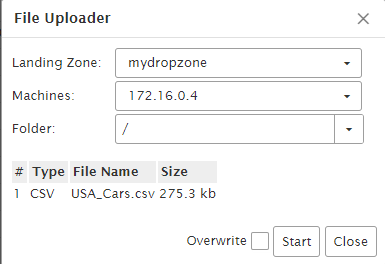 File Uploader
Landing Zone: mydropzone
Machines: 172.16.0.4
Folder: /
# Type File Name Size
1 CSV USA_Cars.csv 275.3 kb
Overwrite Start Close